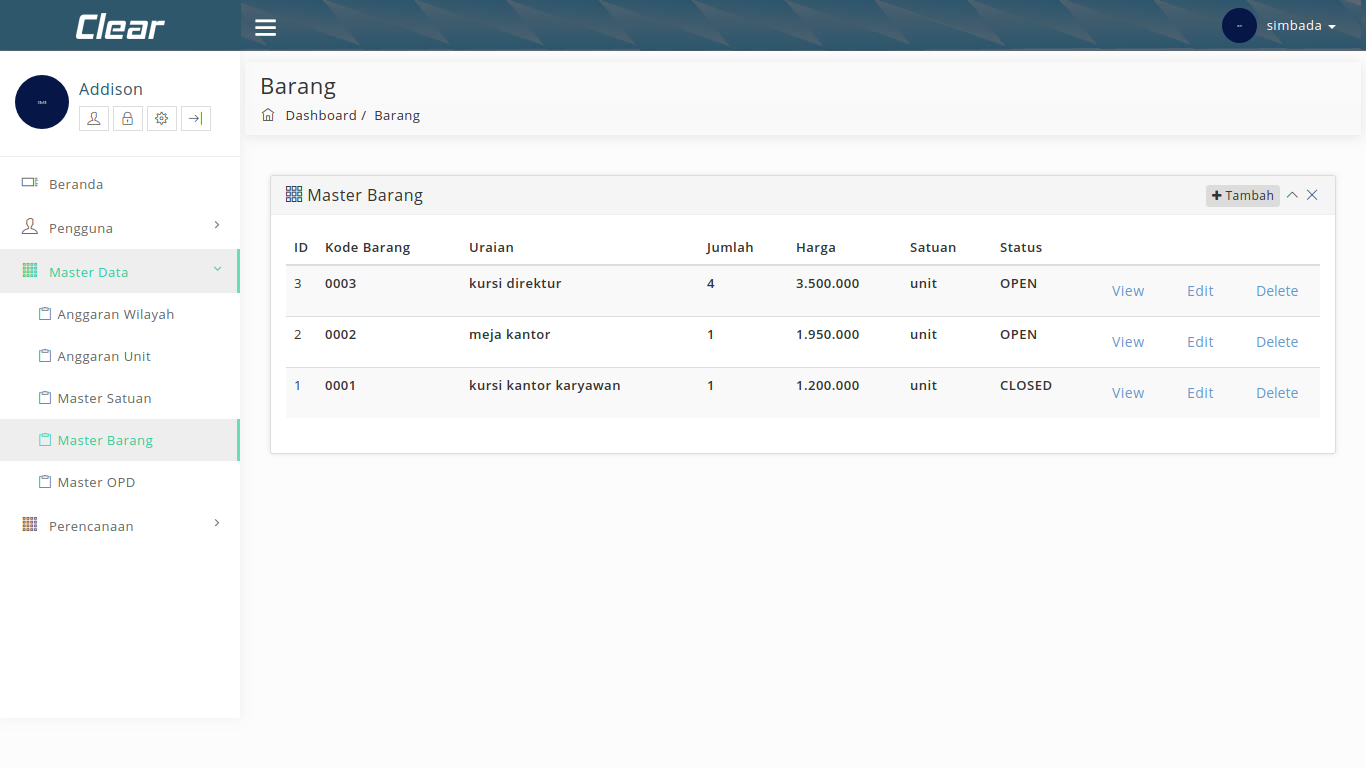 Clear
simbada
Addison
Beranda
Pengguna
Master Data
Anggaran Wilayah
Anggaran Unit
Master Satuan
Master Barang
Master OPD
Perencanaan
Barang
Dashboard / Barang
Master Barang
Tambah
ID Kode Barang Uraian Jumlah Harga Satuan Status
3 0003 kursi direktur 4 3.500.000 unit OPEN View Edit Delete
2 0002 meja kantor 1 1.950.000 unit OPEN View Edit Delete
1 0001 kursi kantor karyawan 1 1.200.000 unit CLOSED View Edit Delete